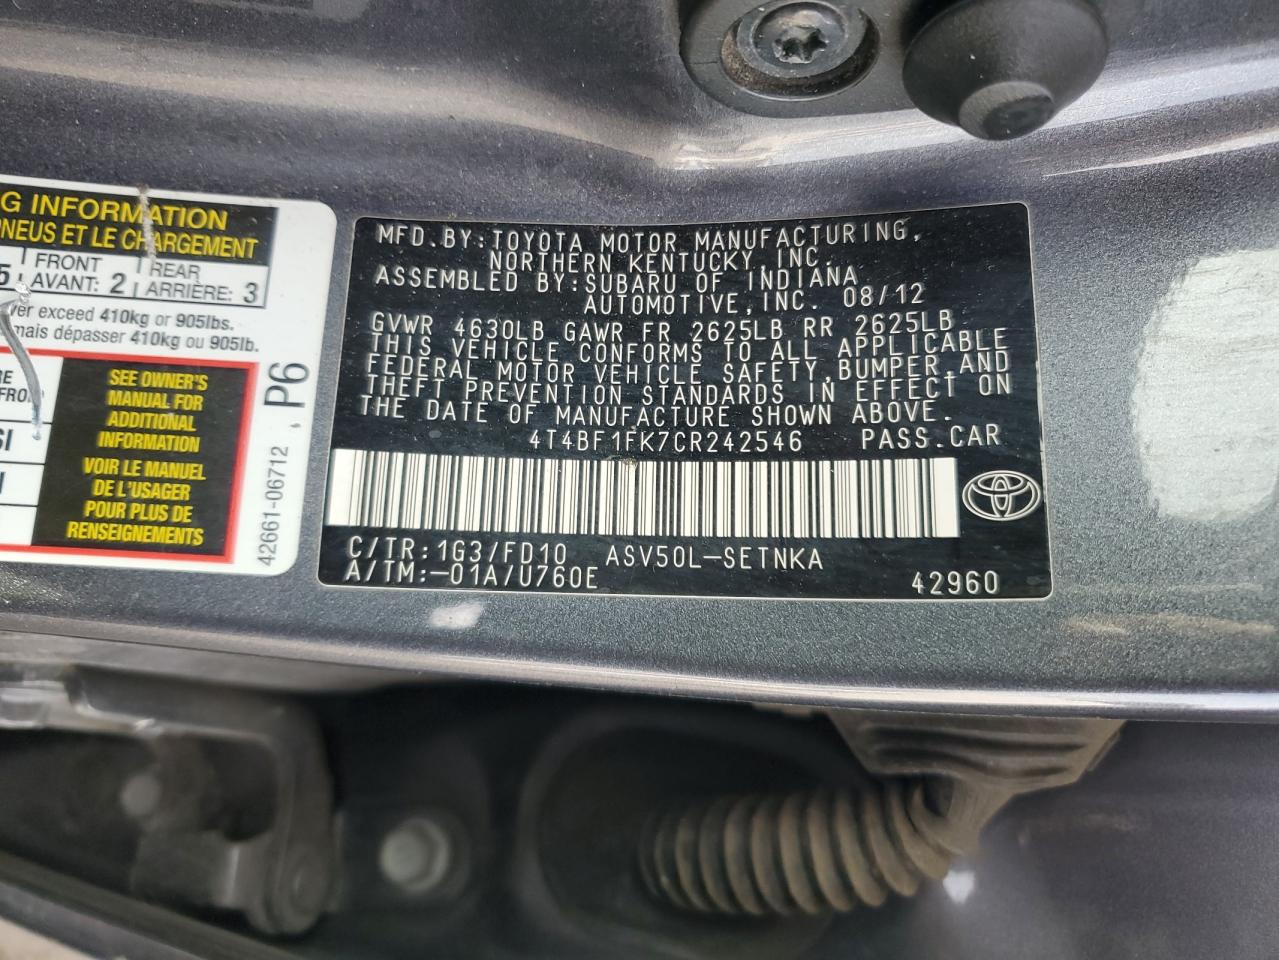 G INFORMATION
PNEUS ET LE CHARGEMENT
5 FRONT AVANT: 2 REAR ARRIÈRE: 3
ver exceed 410kg or 905lbs.
mais dépasser 410kg ou 905lb.
SEE OWNER'S
MANUAL FOR
ADDITIONAL
INFORMATION
VOIR LE MANUEL
DE L'USAGER
POUR PLUS DE
RENSEIGNEMENTS
42661-06712 P6
MFD.BY:TOYOTA MOTOR MANUFACTURING,
NORTHERN KENTUCKY, INC.
ASSEMBLED BY:SUBARU OF INDIANA
AUTOMOTIVE,INC. 08/12
GVWR 4630LB GAWR FR 2625LB RR 2625LB
THIS VEHICLE CONFORMS TO ALL APPLICABLE
FEDERAL MOTOR VEHICLE SAFETY,BUMPER,AND
THEFT PREVENTION STANDARDS IN EFFECT ON
THE DATE OF MANUFACTURE SHOWN ABOVE.
4T4BF1FK7CR242546 PASS.CAR
C/TR:1G3/FD10 ASV50L-SETNKA
A/TM:-01A/U760E 42960